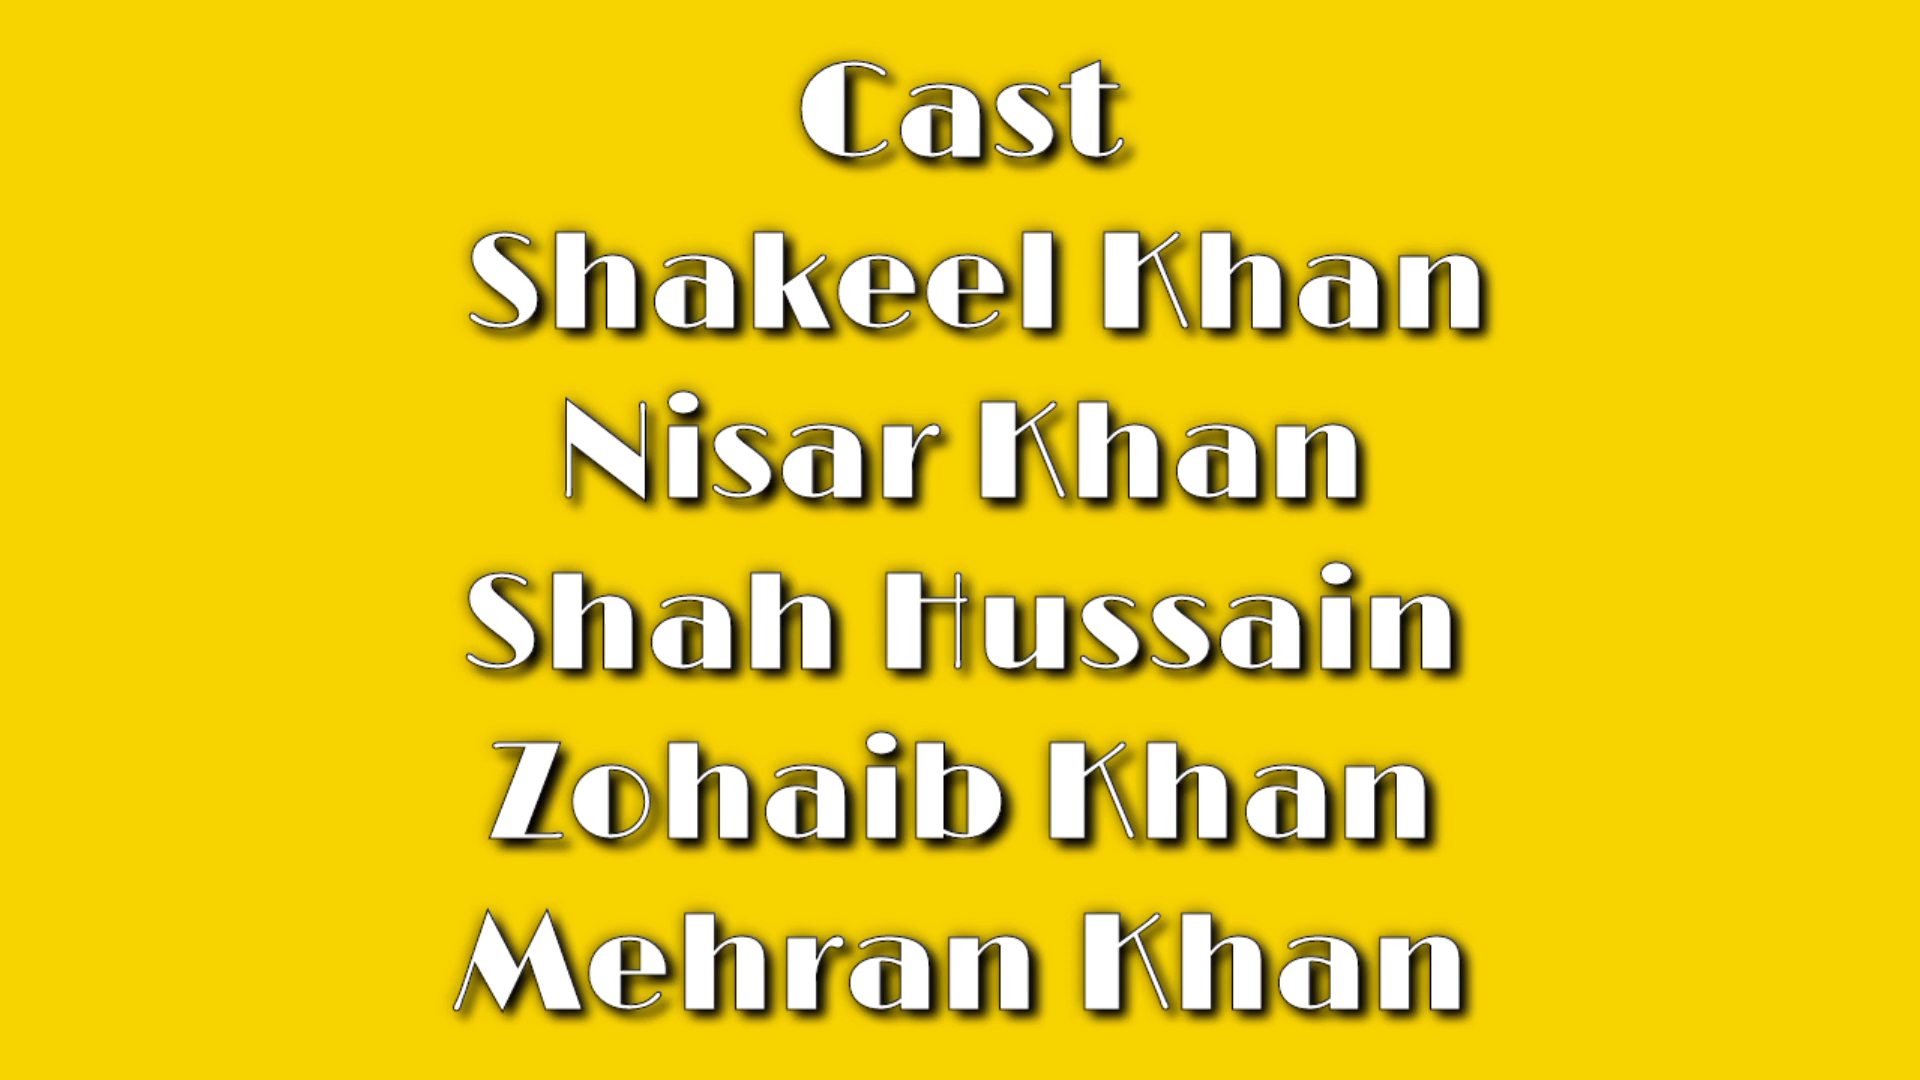 Cast
Shakeel Khan
Nisar Khan
Shah Hussain
Zohaib Khan
Mehran Khan